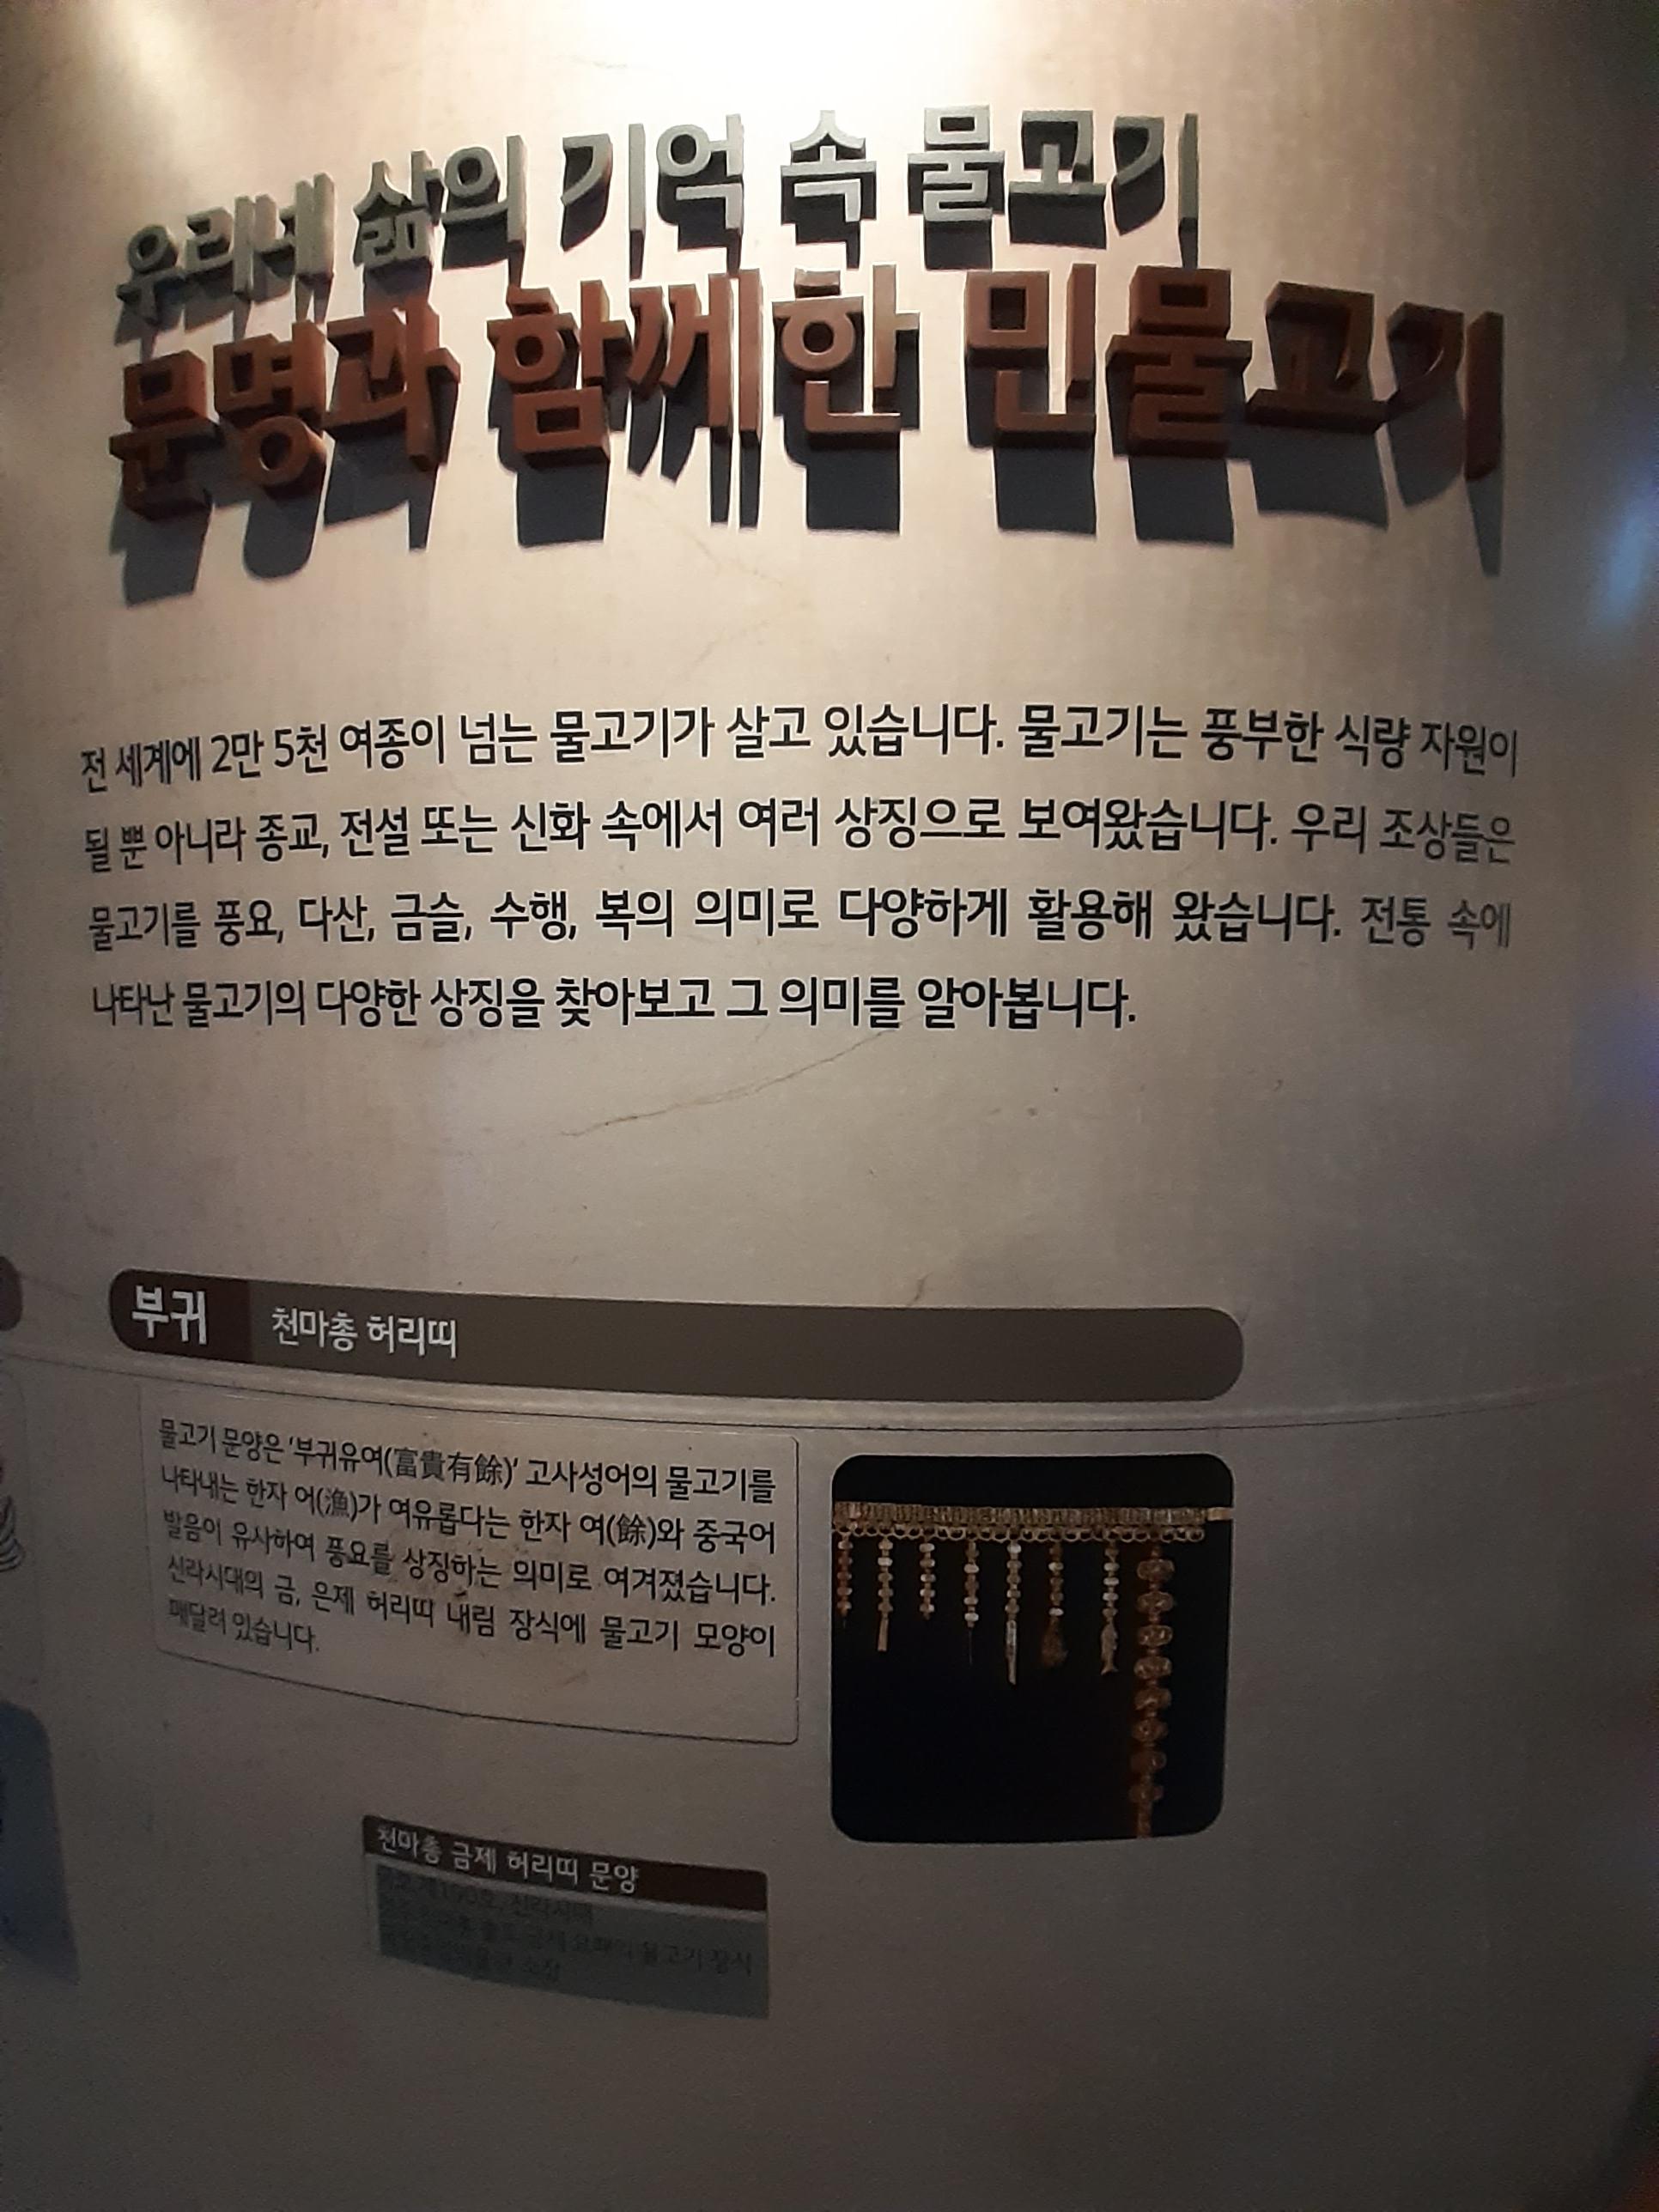 우리네 삶의 기억 속 물고기
문명과 함께한 민물고기
전 세계에 2만 5천 여종이 넘는 물고기가 살고 있습니다. 물고기는 풍부한 식량 자원이
될 뿐 아니라 종교, 전설 또는 신화 속에서 여러 상징으로 보여왔습니다. 우리 조상들은
물고기를 풍요, 다산, 금슬, 수행, 복의 의미로 다양하게 활용해 왔습니다. 전통 속에
나타난 물고기의 다양한 상징을 찾아보고 그 의미를 알아봅니다.
부귀 천마총 허리띠
물고기 문양은 '부귀유여(富貴有餘)' 고사성어의 물고기를
나타내는 한자 어(漁)가 여유롭다는 한자 여(餘)와 중국어
발음이 유사하여 풍요를 상징하는 의미로 여겨졌습니다.
신라시대의 금, 은제 허리띠 내림 장식에 물고기 모양이
매달려 있습니다.
천마총 금제 허리띠 문양
신라시대
물고기 장식
소장